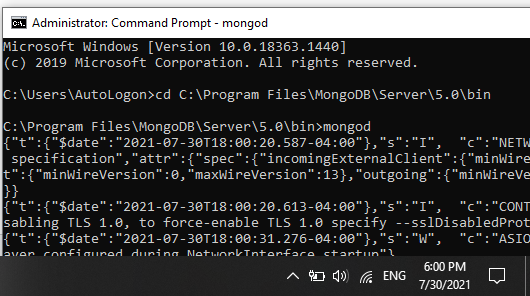 Administrator: Command Prompt - mongod
Microsoft Windows [Version 10.0.18363.1440]
(c) 2019 Microsoft Corporation. All rights reserved.
C:\Users\AutoLogon>cd C:\Program Files\MongoDB\Server\5.0\bin
C:\Program Files\MongoDB\Server\5.0\bin>mongod
{"t":{"$date":"2021-07-30T18:00:20.587-04:00"},"s":"I", "c":"NETW
specification","attr":{"spec":{"incomingExternalClient":{"minWire
t":{"minWireVersion":0,"maxWireVersion":13},"outgoing":{"minWireVe
}}
{"t":{"$date":"2021-07-30T18:00:20.613-04:00"},"s":"I", "c":"CONT
sabling TLS 1.0, to force-enable TLS 1.0 specify --sslDisabledProt
{"t":{"$date":"2021-07-30T18:00:31.276-04:00"},"s":"W", "c":"ASIO
ayer configured during NetworkInterface startup"}
ENG
6:00 PM
7/30/2021